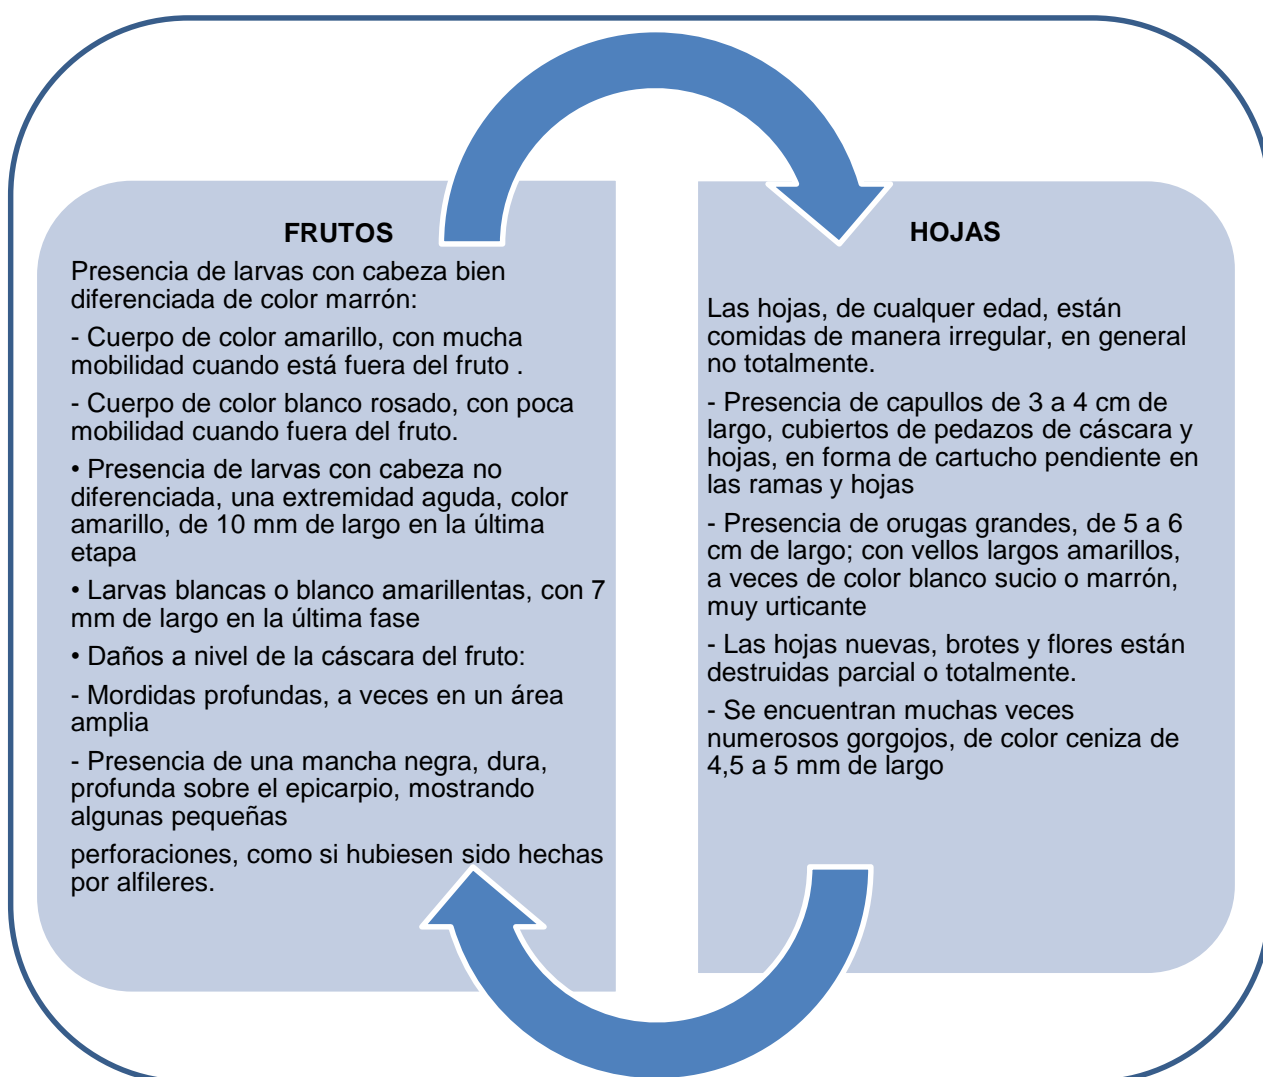 FRUTOS
Presencia de larvas con cabeza bien
diferenciada de color marrón:
- Cuerpo de color amarillo, con mucha
mobilidad cuando está fuera del fruto .
- Cuerpo de color blanco rosado, con poca
mobilidad cuando fuera del fruto.
• Presencia de larvas con cabeza no
diferenciada, una extremidad aguda, color
amarillo, de 10 mm de largo en la última
etapa
• Larvas blancas o blanco amarillentas, con 7
mm de largo en la última fase
• Daños a nivel de la cáscara del fruto:
- Mordidas profundas, a veces en un área
amplia
- Presencia de una mancha negra, dura,
profunda sobre el epicarpio, mostrando
algunas pequeñas
perforaciones, como si hubiesen sido hechas
por alfileres.
HOJAS
Las hojas, de cualquer edad, están
comidas de manera irregular, en general
no totalmente.
- Presencia de capullos de 3 a 4 cm de
largo, cubiertos de pedazos de cáscara y
hojas, en forma de cartucho pendiente en
las ramas y hojas
- Presencia de orugas grandes, de 5 a 6
cm de largo; con vellos largos amarillos,
a veces de color blanco sucio o marrón,
muy urticante
- Las hojas nuevas, brotes y flores están
destruidas parcial o totalmente.
- Se encuentran muchas veces
numerosos gorgojos, de color ceniza de
4,5 a 5 mm de largo